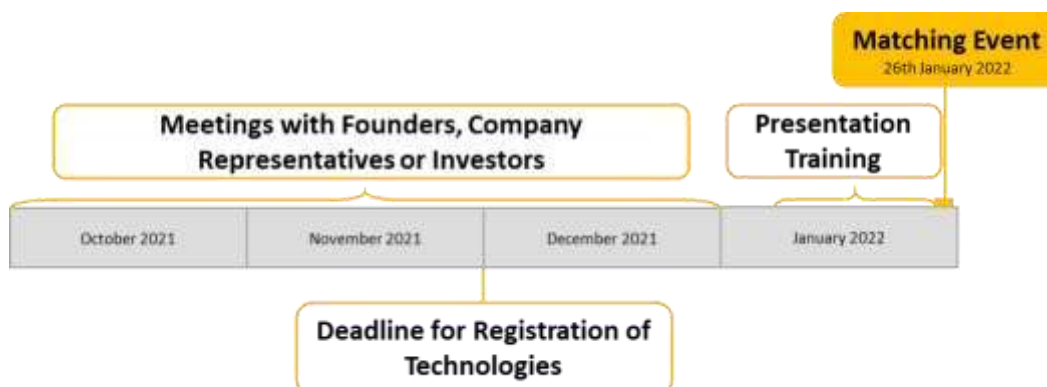 Matching Event
26th January 2022
Meetings with Founders, Company
Representatives or Investors
Presentation
Training
October 2021
November 2021
December 2021
January 2022
Deadline for Registration of
Technologies